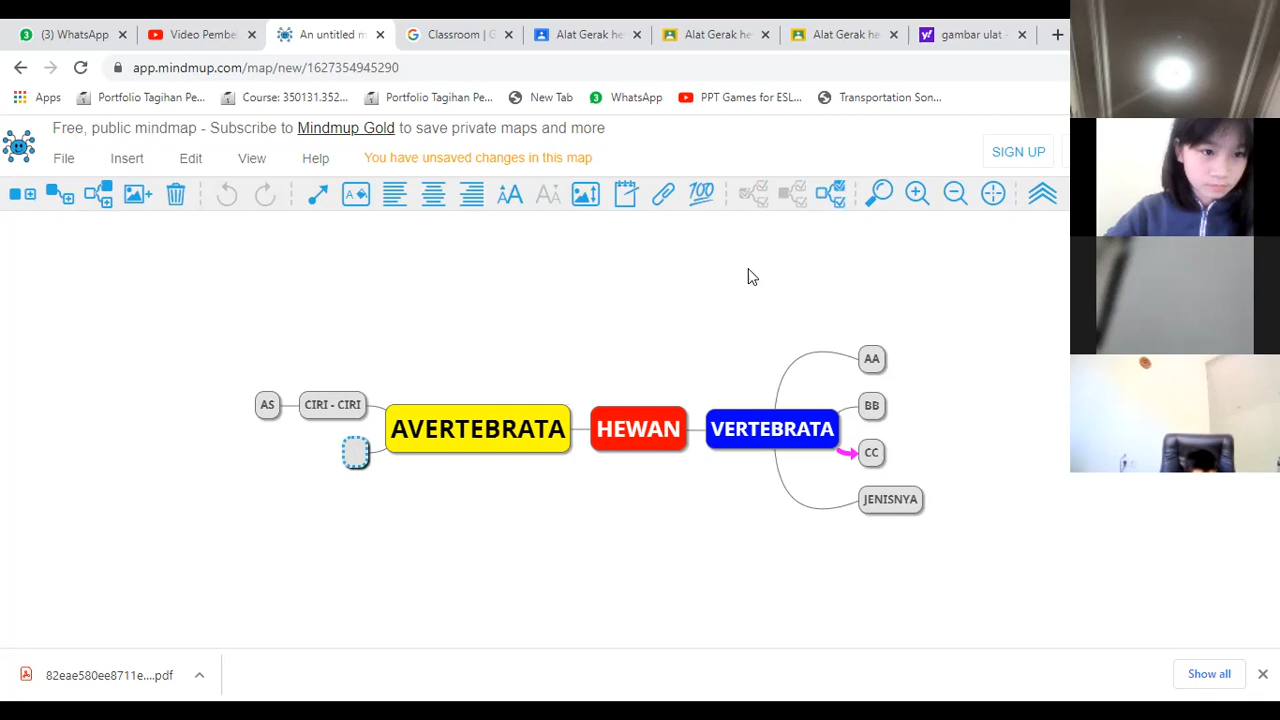 (3) WhatsApp
Video Pembe
An untitled m
Classroom | G
Alat Gerak he
Alat Gerak he
Alat Gerak he
gambar ulat -
app.mindmup.com/map/new/1627354945290
Apps
Portfolio Tagihan Pe...
Course: 350131.352...
Portfolio Tagihan Pe...
New Tab
WhatsApp
PPT Games for ESL...
Transportation Son...
Free, public mindmap - Subscribe to Mindmup Gold to save private maps and more
SIGN UP
File
Insert
Edit
View
Help
You have unsaved changes in this map
AA
AS
CIRI - CIRI
BB
AVERTEBRATA
HEWAN
VERTEBRATA
CC
JENISNYA
82eae580ee8711e....pdf
Show all